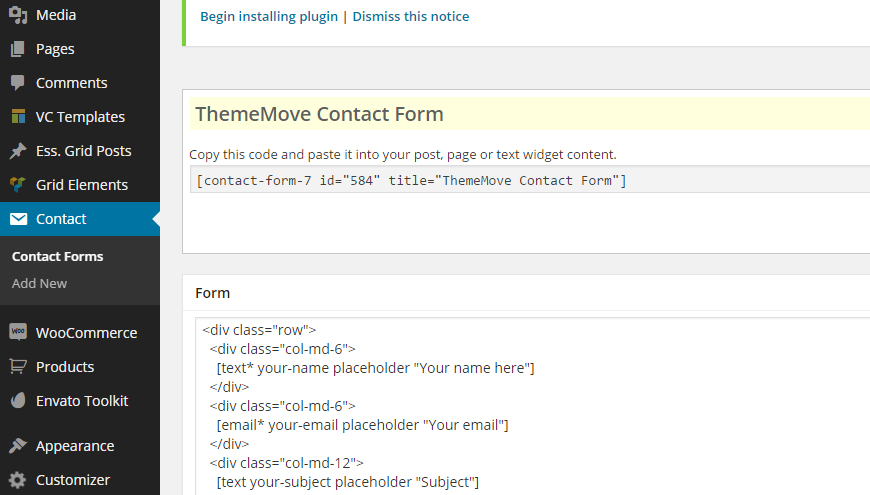 Media
Pages
Comments
VC Templates
Ess. Grid Posts
Grid Elements
Contact
Contact Forms
Add New
WOO
WooCommerce
Products
Envato Toolkit
Appearance
Customizer
Begin installing plugin | Dismiss this notice
ThemeMove Contact Form
Copy this code and paste it into your post, page or text widget content.
[contact-form-7 id="584" title="ThemeMove Contact Form"]
Form
<div class="row">
<div class="col-md-6">
[text* your-name placeholder "Your name here"]
</div>
<div class="col-md-6">
[email* your-email placeholder "Your email"]
</div>
<div class="col-md-12">
[text your-subject placeholder "Subject"]